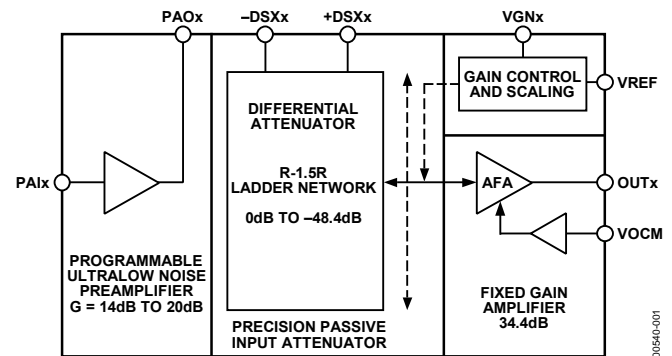 PAOx
–DSXx
+DSXx
VGNx
DIFFERENTIAL
ATTENUATOR
R-1.5R
LADDER NETWORK
0dB TO –48.4dB
GAIN CONTROL
AND SCALING
VREF
PAIx
AFA
OUTx
VOCM
PROGRAMMABLE
ULTRALOW NOISE
PREAMPLIFIER
G = 14dB TO 20dB
PRECISION PASSIVE
INPUT ATTENUATOR
FIXED GAIN
AMPLIFIER
34.4dB
00540-001